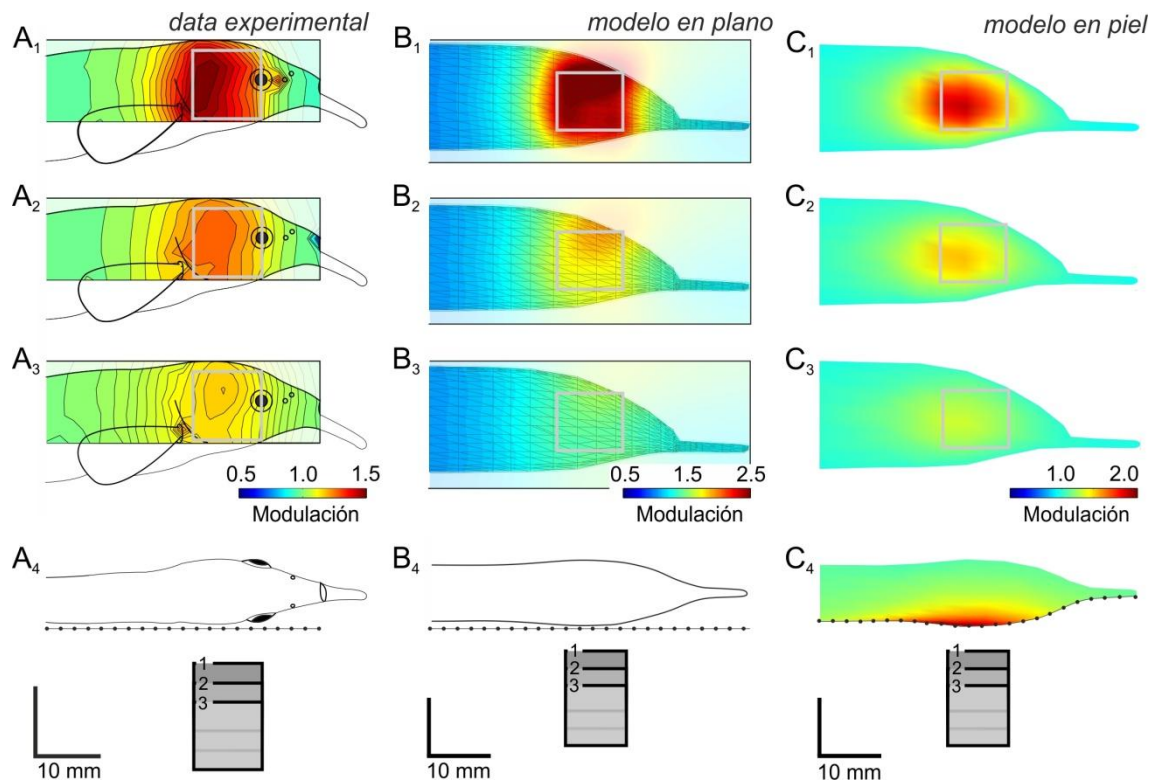 data experimental
modelo en plano
modelo en piel
A1
B1
C1
A2
B2
C2
A3
B3
C3
0.5 1.0 1.5
Modulación
0.5 1.5 2.5
Modulación
1.0 2.0
Modulación
A4
B4
C4
1
2
3
10 mm
1
2
3
10 mm
1
2
3
10 mm